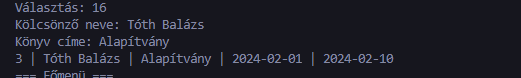 Választás: 16
Kölcsönző neve: Tóth Balázs
Könyv címe: Alapítvány
3 | Tóth Balázs | Alapítvány | 2024-02-01 | 2024-02-10
=== Főmenü ===